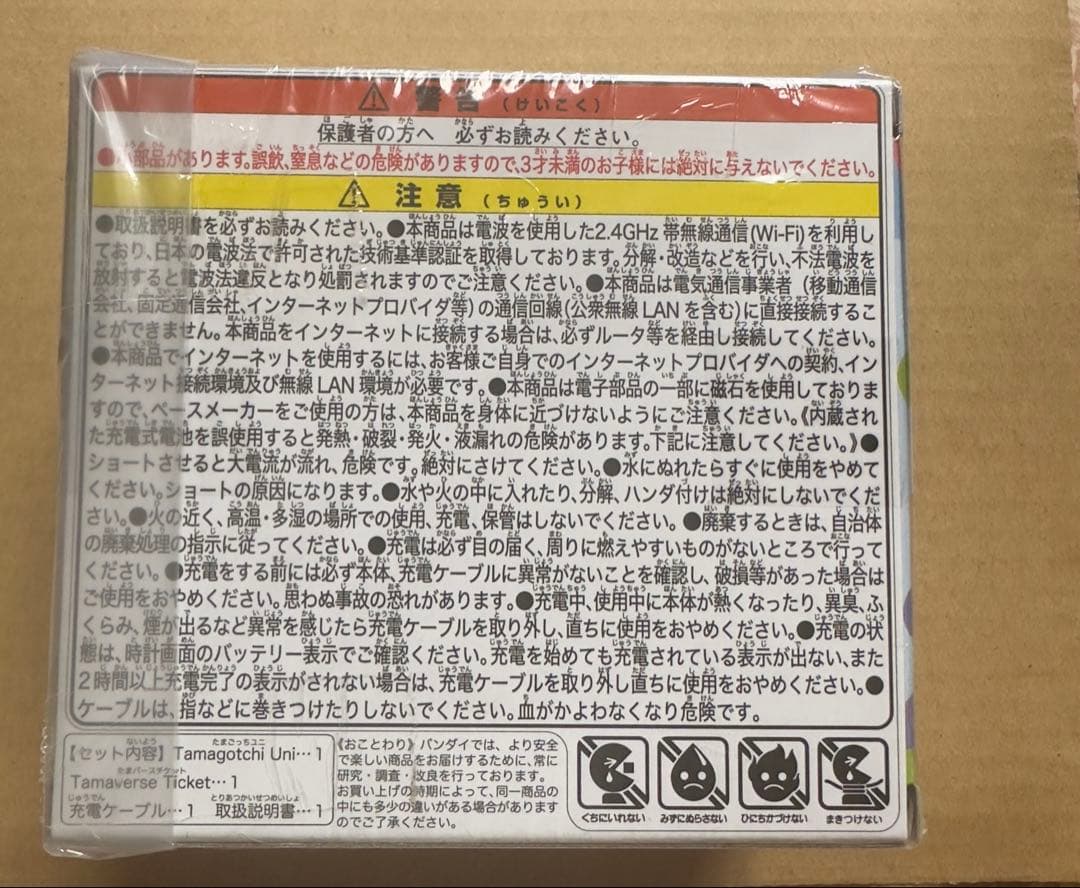 警告(けいこく)
保護者の方へ 必ずお読みください。
●小部品があります。誤飲、窒息などの危険がありますので、3才未満のお子様には絶対に与えないでください。
注意(ちゅうい)
●取扱説明書を必ずお読みください。●本商品は電波を使用した2.4GHz 帯無線通信(Wi-Fi)を利用し
ており、日本の電波法で許可された技術基準認証を取得しております。分解・改造などを行い、不法電波を
放射すると電波法違反となり処罰されますのでご注意ください。●本商品は電気通信事業者(移動通信
会社、固定通信会社、インターネットプロバイダ等)の通信回線(公衆無線 LAN を含む)に直接接続するこ
とができません。本商品をインターネットに接続する場合は、必ずルータ等を経由し接続してください。
●本商品でインターネットを使用するには、お客様ご自身でのインターネットプロバイダへの契約、イン
ターネット接続環境及び無線 LAN 環境が必要です。●本商品は電子部品の一部に磁石を使用しておりま
すので、ペースメーカーをご使用の方は、本商品を身体に近づけないようにご注意ください。《内蔵され
た充電式電池を誤使用すると発熱・破裂・発火・液漏れの危険があります。下記に注意してください。》●
ショートさせると大電流が流れ、危険です。絶対にさけてください。●水にぬれたらすぐに使用をやめて
ください。ショートの原因になります。●水や火の中に入れたり、分解、ハンダ付けは絶対にしないでくだ
さい。●火の近く、高温・多湿の場所での使用、充電、保管はしないでください。●廃棄するときは、自治体
の廃棄処理の指示に従ってください。●充電は必ず目の届く、周りに燃えやすいものがないところで行って
ください。●充電をする前には必ず本体、充電ケーブルに異常がないことを確認し、破損等があった場合は
ご使用をおやめください。思わぬ事故の恐れがあります。●充電中、使用中に本体が熱くなったり、異臭、ふ
くらみ、煙が出るなど異常を感じたら充電ケーブルを取り外し、直ちに使用をおやめください。●充電の状
態は、時計画面のバッテリー表示でご確認ください。充電を始めても充電されている表示が出ない、また
2時間以上充電完了の表示がされない場合は、充電ケーブルを取り外し直ちに使用をおやめください。●
ケーブルは、指などに巻きつけたりしないでください。血がかよわなくなり危険です。
【セット内容】Tamagotchi Uni…1
Tamaverse Ticket…1
充電ケーブル…1 取扱説明書…1
《おことわり》バンダイでは、より安全
で楽しい商品をお届けするために、常に
研究・調査・改良を行っております。
お買い上げの時期によって、同一商品の
中にも多少の違いがある場合があります
のでご了承ください。
くちにいれない みずにぬらさない ひにちかづけない まきつけない